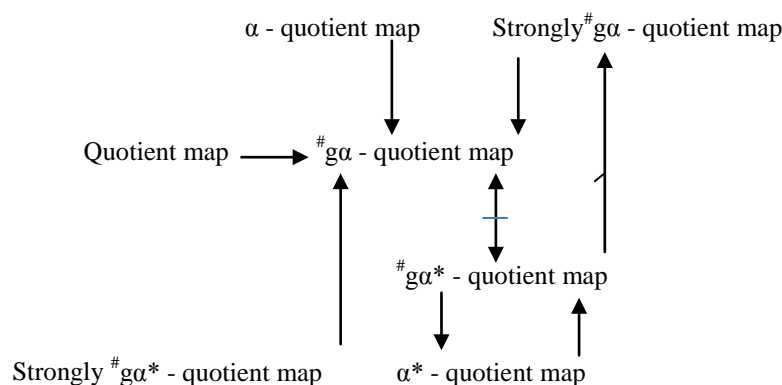 α - quotient map Strongly #gα - quotient map
Quotient map #gα - quotient map
#gα* - quotient map
Strongly #gα* - quotient map α* - quotient map